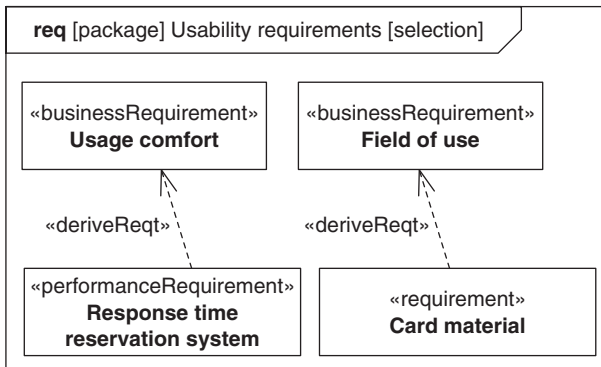 req [package] Usability requirements [selection]
«businessRequirement»
Usage comfort
«businessRequirement»
Field of use
«deriveReqt»
«deriveReqt»
«performanceRequirement»
Response time
reservation system
«requirement»
Card material